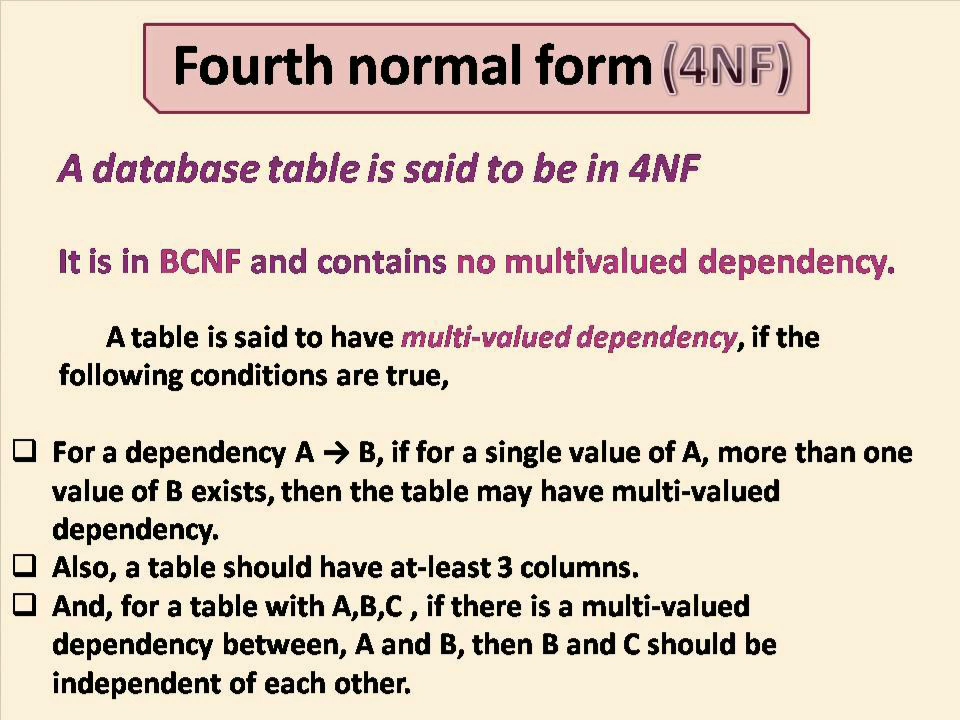 Fourth normal form (4NF)
A database table is said to be in 4NF
It is in BCNF and contains no multivalued dependency.
A table is said to have multi-valued dependency, if the
following conditions are true,
❑ For a dependency A → B, if for a single value of A, more than one
value of B exists, then the table may have multi-valued
dependency.
❑ Also, a table should have at-least 3 columns.
❑ And, for a table with A,B,C , if there is a multi-valued
dependency between, A and B, then B and C should be
independent of each other.